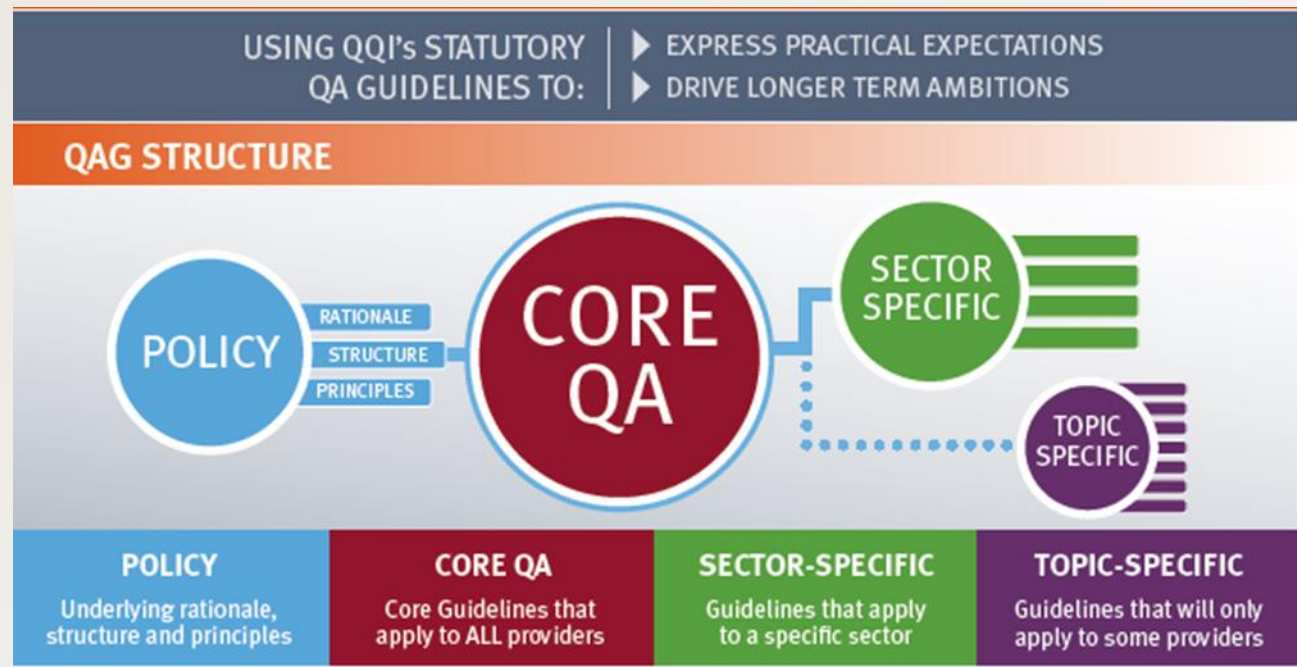 USING QQI's STATUTORY
QA GUIDELINES TO:
EXPRESS PRACTICAL EXPECTATIONS
DRIVE LONGER TERM AMBITIONS
QAG STRUCTURE
POLICY
RATIONALE
STRUCTURE
PRINCIPLES
CORE
QA
SECTOR
SPECIFIC
TOPIC
SPECIFIC
POLICY
Underlying rationale,
structure and principles
CORE QA
Core Guidelines that
apply to ALL providers
SECTOR-SPECIFIC
Guidelines that apply
to a specific sector
TOPIC-SPECIFIC
Guidelines that will only
apply to some providers